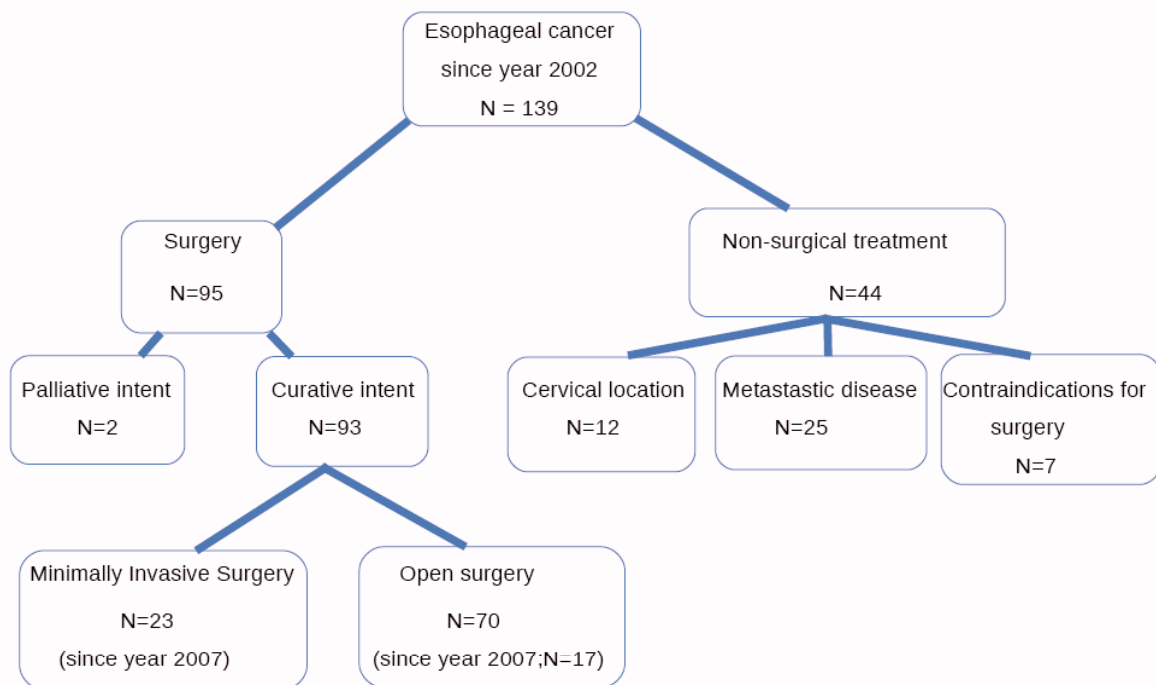 Esophageal cancer
since year 2002
N = 139
Surgery
N=95
Non-surgical treatment
N=44
Palliative intent
N=2
Curative intent
N=93
Cervical location
N=12
Metastastic disease
N=25
Contraindications for
surgery
N=7
Minimally Invasive Surgery
N=23
(since year 2007)
Open surgery
N=70
(since year 2007;N=17)